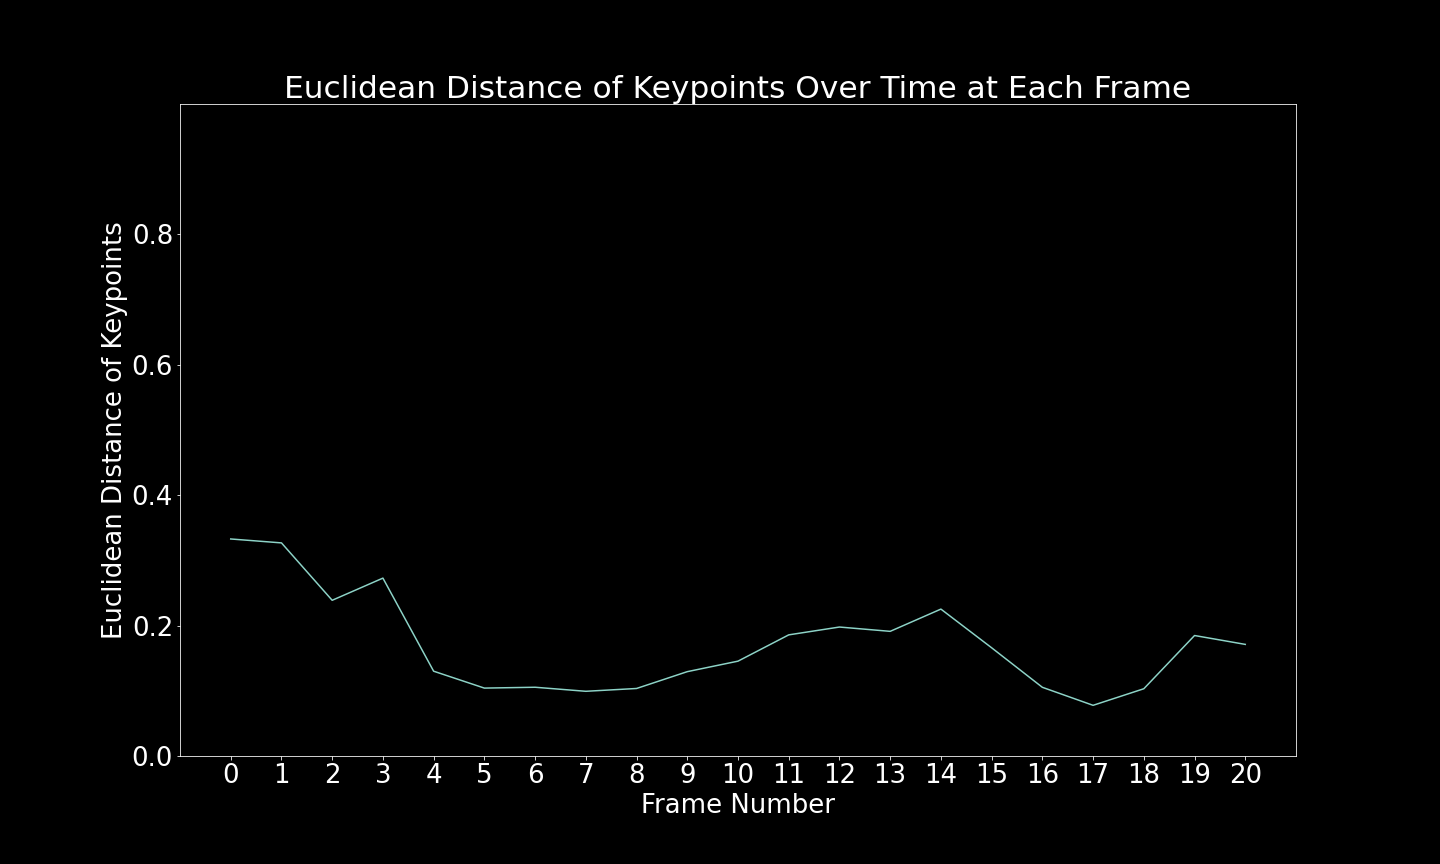 Euclidean Distance of Keypoints Over Time at Each Frame
Euclidean Distance of Keypoints
0.8
0.6
0.4
0.2
0.0
0 1 2 3 4 5 6 7 8 9 10 11 12 13 14 15 16 17 18 19 20
Frame Number